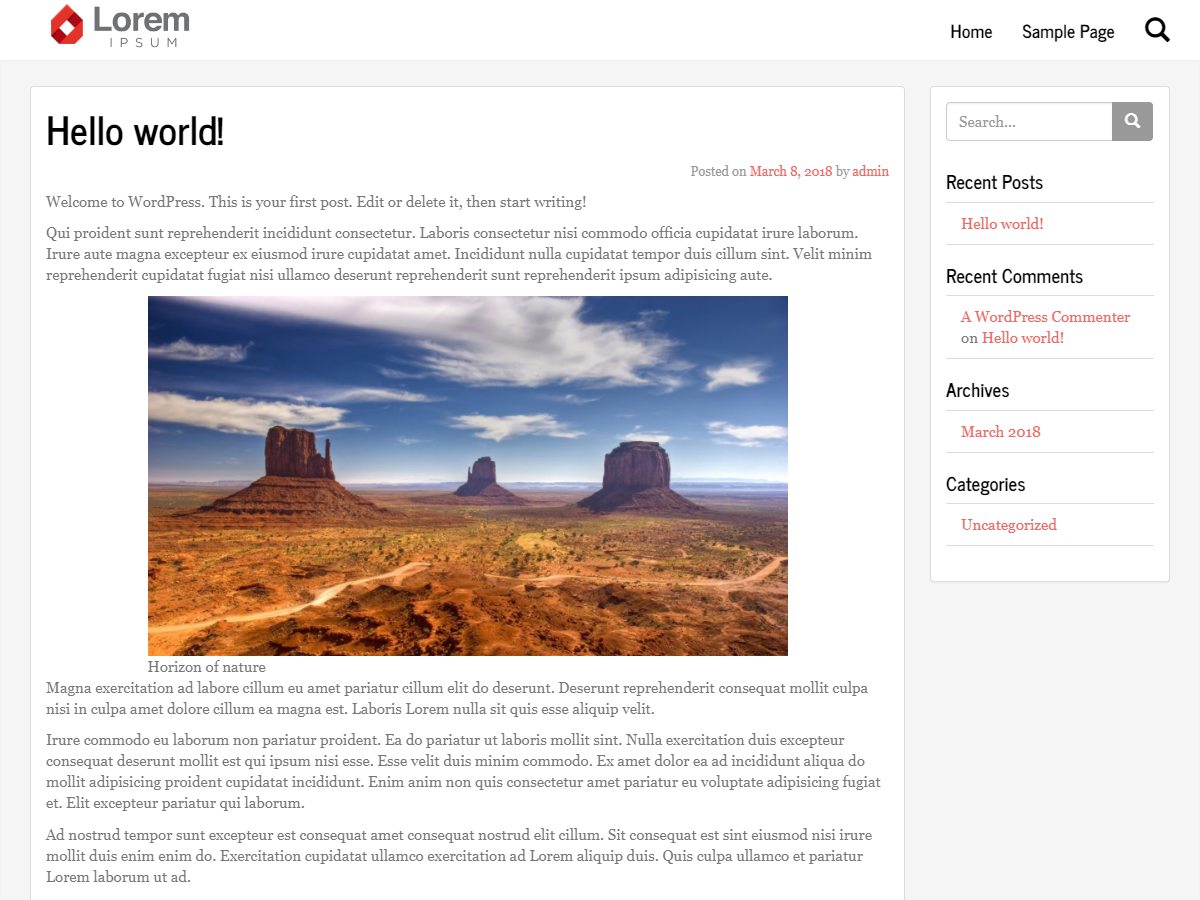 Lorem
IPSUM
Home
Sample Page
Hello world!
Posted on March 8, 2018 by admin
Welcome to WordPress. This is your first post. Edit or delete it, then start writing!
Qui proident sunt reprehenderit incididunt consectetur. Laboris consectetur nisi commodo officia cupidatat irure laborum.
Irure aute magna excepteur ex eiusmod irure cupidatat amet. Incididunt nulla cupidatat tempor duis cillum sint. Velit minim
reprehenderit cupidatat fugiat nisi ullamco deserunt reprehenderit sunt reprehenderit ipsum adipisicing aute.
Horizon of nature
Magna exercitation ad labore cillum eu amet pariatur cillum elit do deserunt. Deserunt reprehenderit consequat mollit culpa
nisi in culpa amet dolore cillum ea magna est. Laboris Lorem nulla sit quis esse aliquip velit.
Irure commodo eu laborum non pariatur proident. Ea do pariatur ut laboris mollit sint. Nulla exercitation duis excepteur
consequat deserunt mollit est qui ipsum nisi esse. Esse velit duis minim commodo. Ex amet dolor ea ad incididunt aliqua do
mollit adipisicing proident cupidatat incididunt. Enim anim non quis consectetur amet pariatur eu voluptate adipisicing fugiat
et. Elit excepteur pariatur qui laborum.
Ad nostrud tempor sunt excepteur est consequat amet consequat nostrud elit cillum. Sit consequat est sint eiusmod nisi irure
mollit duis enim enim do. Exercitation cupidatat ullamco exercitation ad Lorem aliquip duis. Quis culpa ullamco et pariatur
Lorem laborum ut ad.
Search...
Recent Posts
Hello world!
Recent Comments
A WordPress Commenter
on Hello world!
Archives
March 2018
Categories
Uncategorized